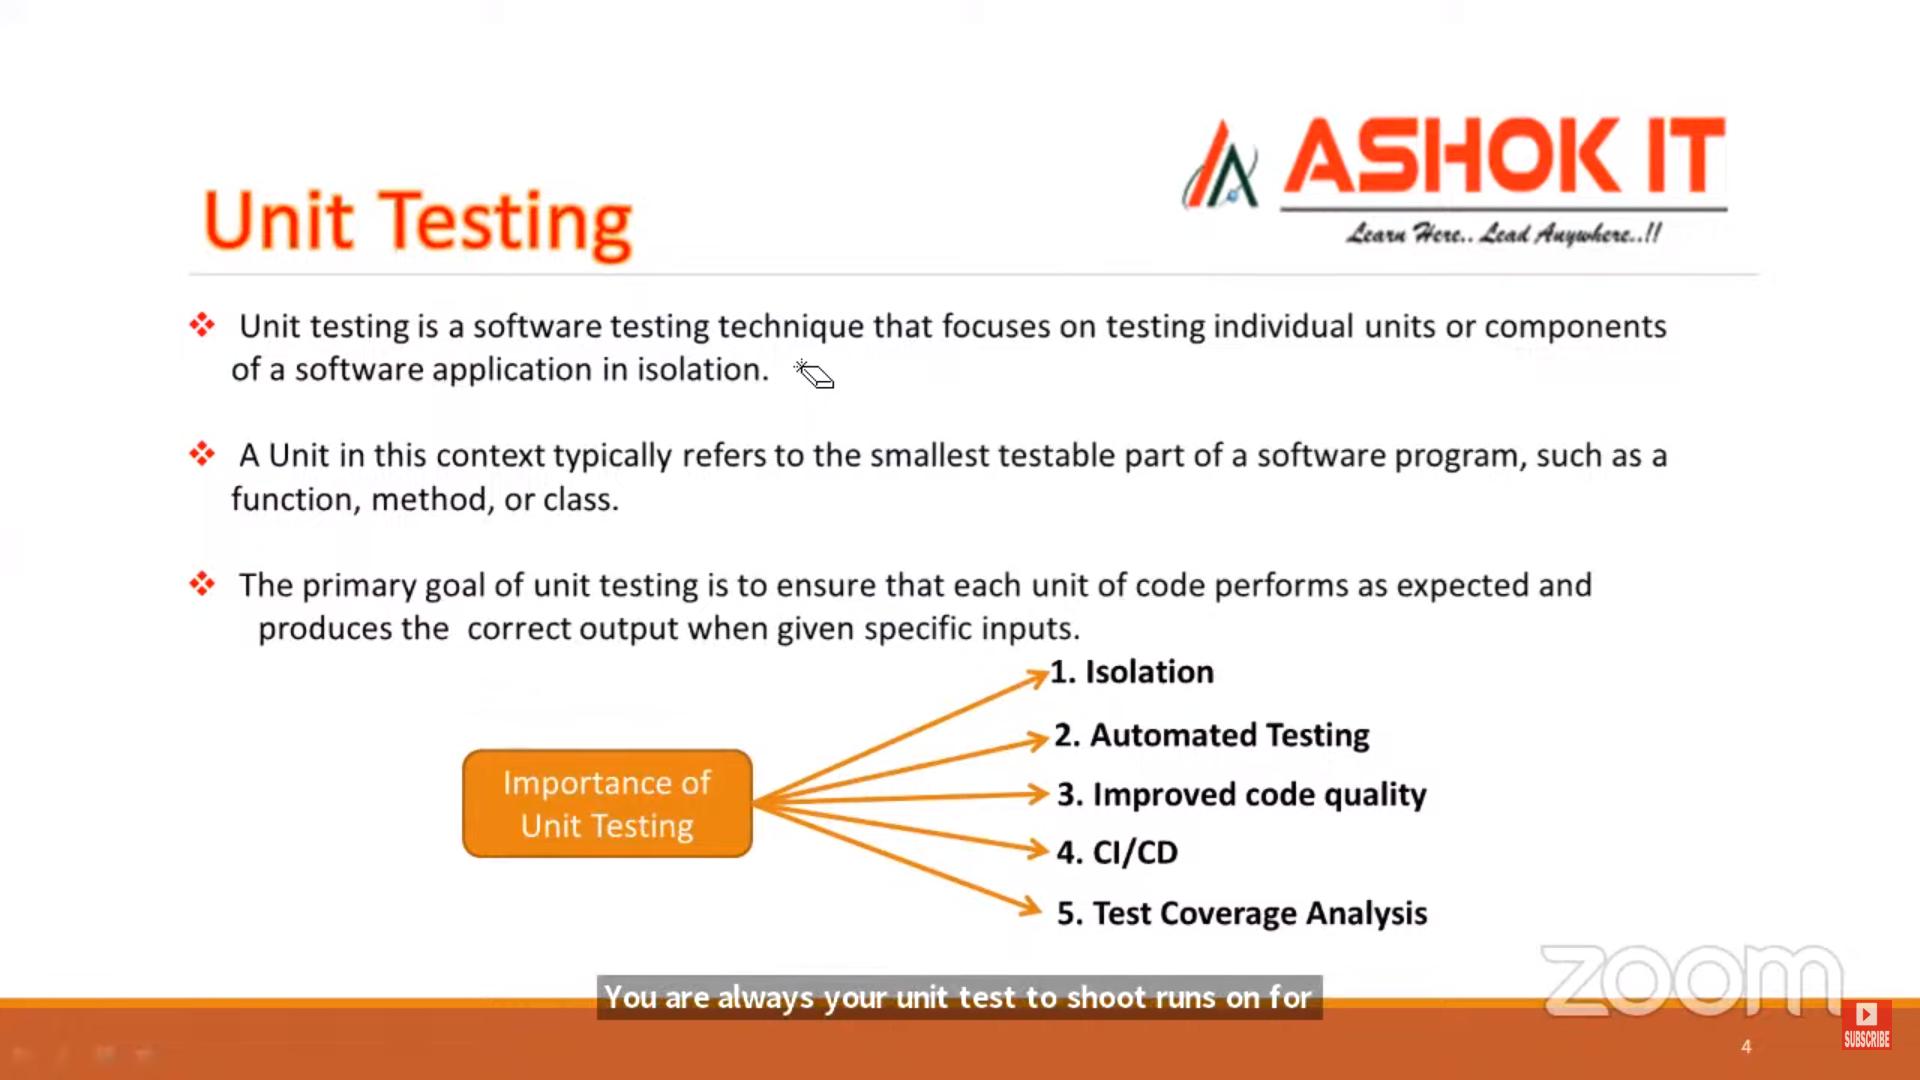 ASHOK IT
Learn Here.. Lead Anywhere..!!
Unit Testing
Unit testing is a software testing technique that focuses on testing individual units or components
of a software application in isolation.
A Unit in this context typically refers to the smallest testable part of a software program, such as a
function, method, or class.
The primary goal of unit testing is to ensure that each unit of code performs as expected and
produces the correct output when given specific inputs.
Importance of
Unit Testing
1. Isolation
2. Automated Testing
3. Improved code quality
4. CI/CD
5. Test Coverage Analysis
You are always your unit test to shoot runs on for
zoom
SUBSCRIBE
4